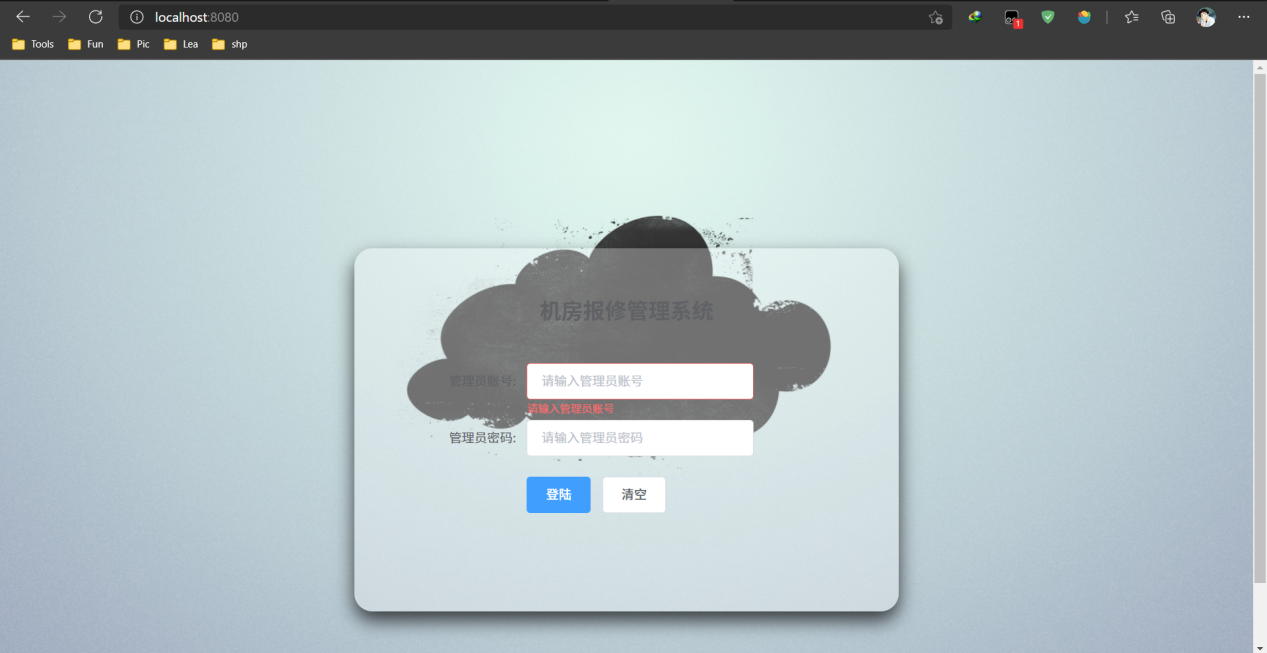 localhost:8080
1
Tools Fun Pic Lea shp
机房报修管理系统
管理员账号: 请输入管理员账号
请输入管理员账号
管理员密码: 请输入管理员密码
登陆 清空